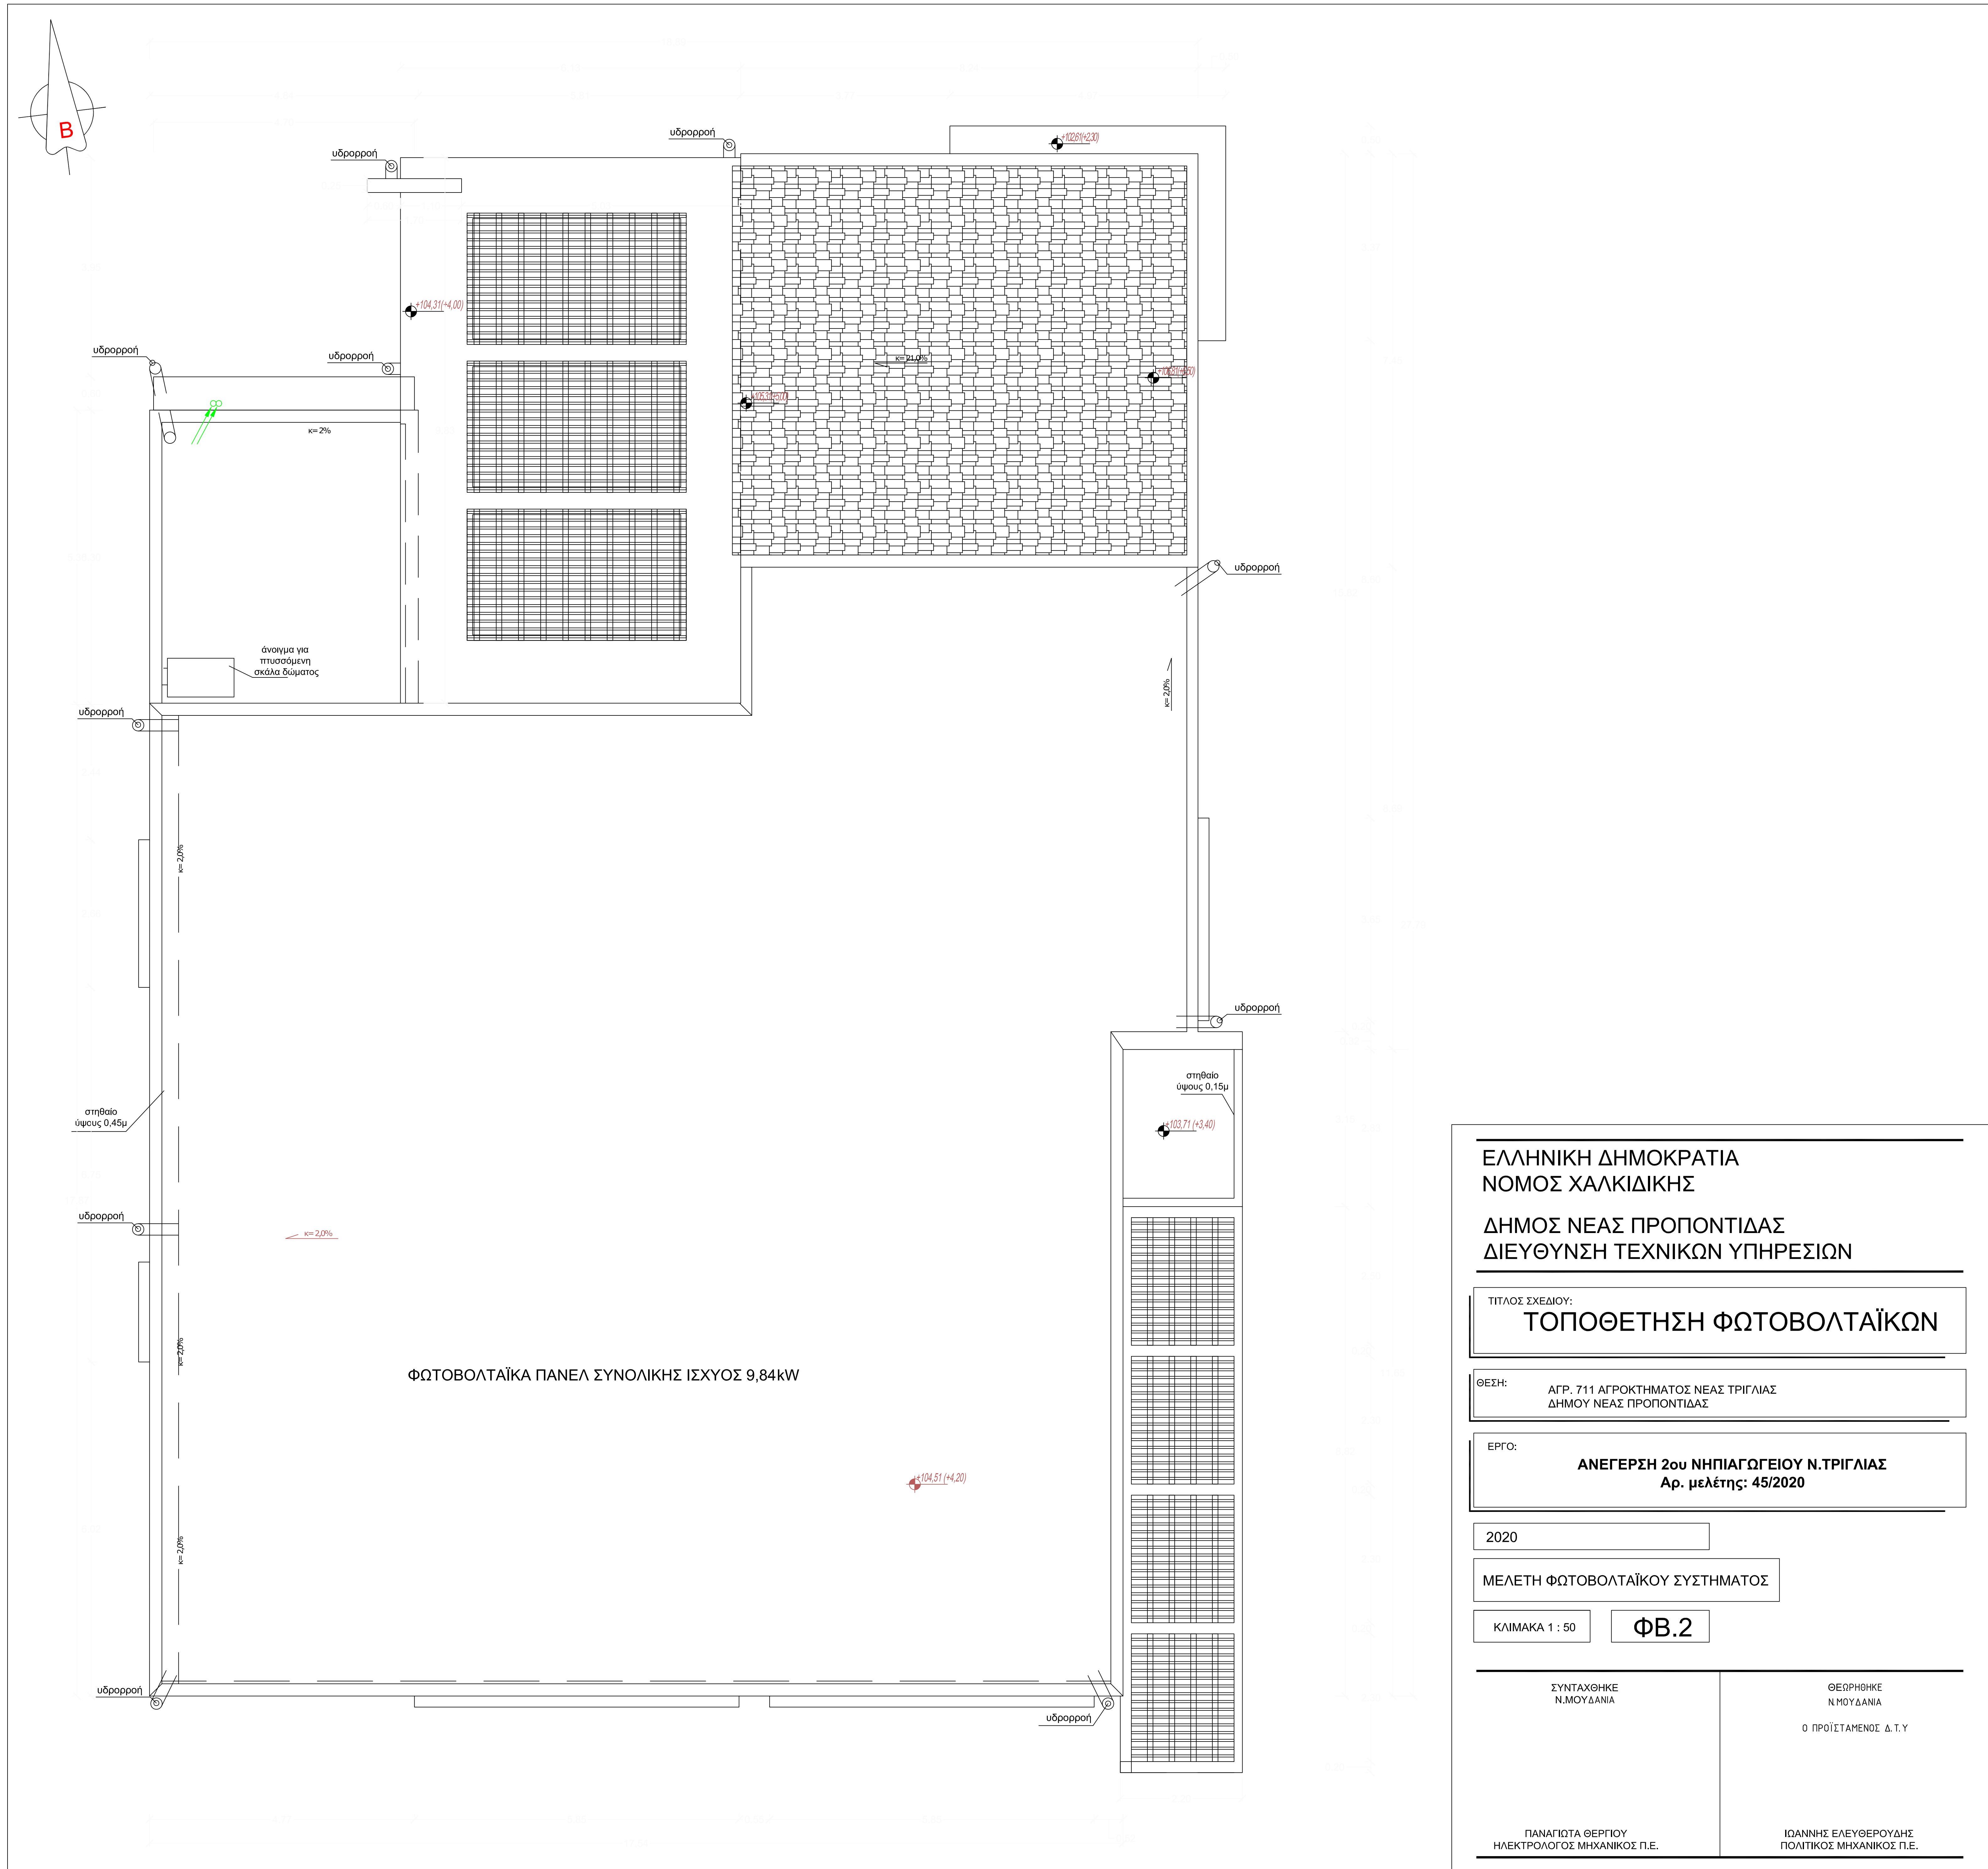 B
υδρορροή
υδρορροή
+102,61(+2,30)
+104,31(+4,00)
υδρορροή
υδρορροή
κ= 21,0%
κ= 2%
υδρορροή
άνοιγμα για
πτυσσόμενη
σκάλα δώματος
κ= 2,0%
υδρορροή
κ= 2,0%
υδρορροή
στηθαίο
ύψους 0,15μ
στηθαίο
ύψους 0,45μ
+103,71 (+3,40)
υδρορροή
κ= 2,0%
κ= 2,0%
ΦΩΤΟΒΟΛΤΑΪΚΑ ΠΑΝΕΛ ΣΥΝΟΛΙΚΗΣ ΙΣΧΥΟΣ 9,84kW
+104,51 (+4,20)
κ= 2,0%
υδρορροή
υδρορροή
ΕΛΛΗΝΙΚΗ ΔΗΜΟΚΡΑΤΙΑ
ΝΟΜΟΣ ΧΑΛΚΙΔΙΚΗΣ
ΔΗΜΟΣ ΝΕΑΣ ΠΡΟΠΟΝΤΙΔΑΣ
ΔΙΕΥΘΥΝΣΗ ΤΕΧΝΙΚΩΝ ΥΠΗΡΕΣΙΩΝ
ΤΙΤΛΟΣ ΣΧΕΔΙΟΥ:
ΤΟΠΟΘΕΤΗΣΗ ΦΩΤΟΒΟΛΤΑΪΚΩΝ
ΘΕΣΗ:
ΑΓΡ. 711 ΑΓΡΟΚΤΗΜΑΤΟΣ ΝΕΑΣ ΤΡΙΓΛΙΑΣ
ΔΗΜΟΥ ΝΕΑΣ ΠΡΟΠΟΝΤΙΔΑΣ
ΕΡΓΟ:
ΑΝΕΓΕΡΣΗ 2ου ΝΗΠΙΑΓΩΓΕΙΟΥ Ν.ΤΡΙΓΛΙΑΣ
Αρ. μελέτης: 45/2020
2020
ΜΕΛΕΤΗ ΦΩΤΟΒΟΛΤΑΪΚΟΥ ΣΥΣΤΗΜΑΤΟΣ
ΚΛΙΜΑΚΑ 1 : 50
ΦΒ.2
ΣΥΝΤΑΧΘΗΚΕ
Ν.ΜΟΥΔΑΝΙΑ
ΘΕΩΡΗΘΗΚΕ
Ν.ΜΟΥΔΑΝΙΑ
Ο ΠΡΟΪΣΤΑΜΕΝΟΣ Δ.Τ.Υ
ΠΑΝΑΓΙΩΤΑ ΘΕΡΓΙΟΥ
ΗΛΕΚΤΡΟΛΟΓΟΣ ΜΗΧΑΝΙΚΟΣ Π.Ε.
ΙΩΑΝΝΗΣ ΕΛΕΥΘΕΡΟΥΔΗΣ
ΠΟΛΙΤΙΚΟΣ ΜΗΧΑΝΙΚΟΣ Π.Ε.